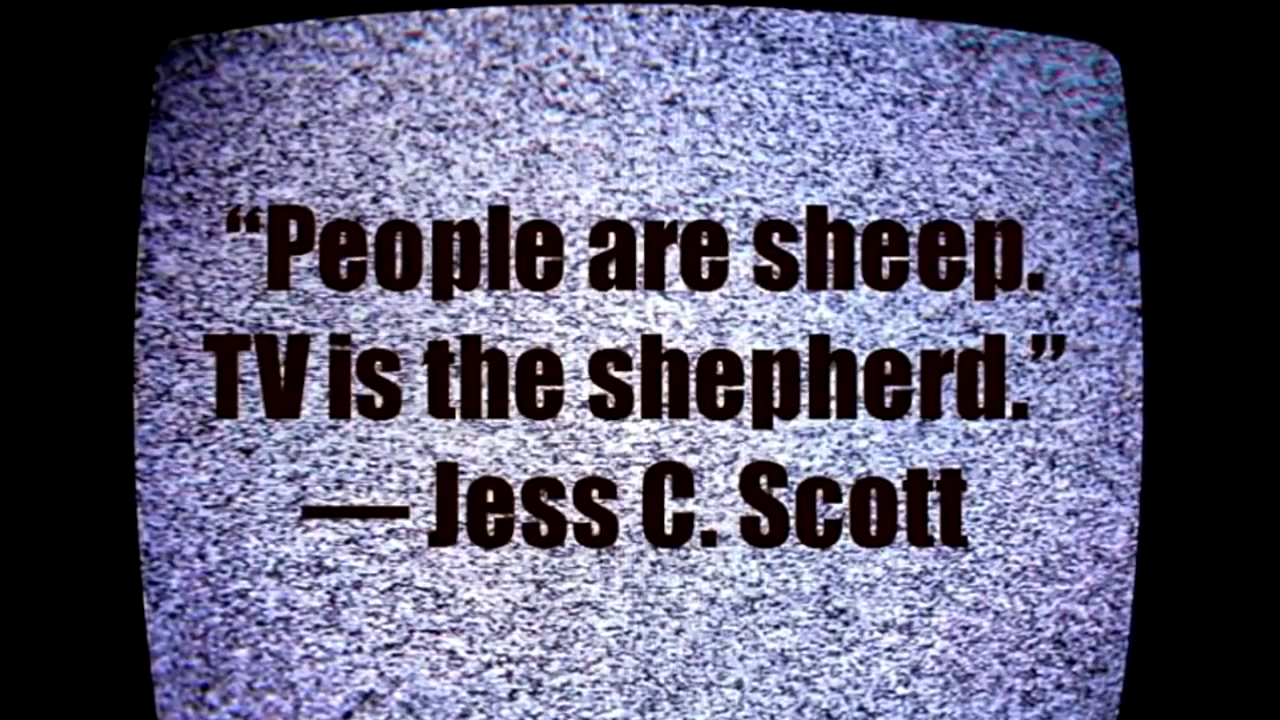 “People are sheep.
TV is the shepherd.”
— Jess C. Scott